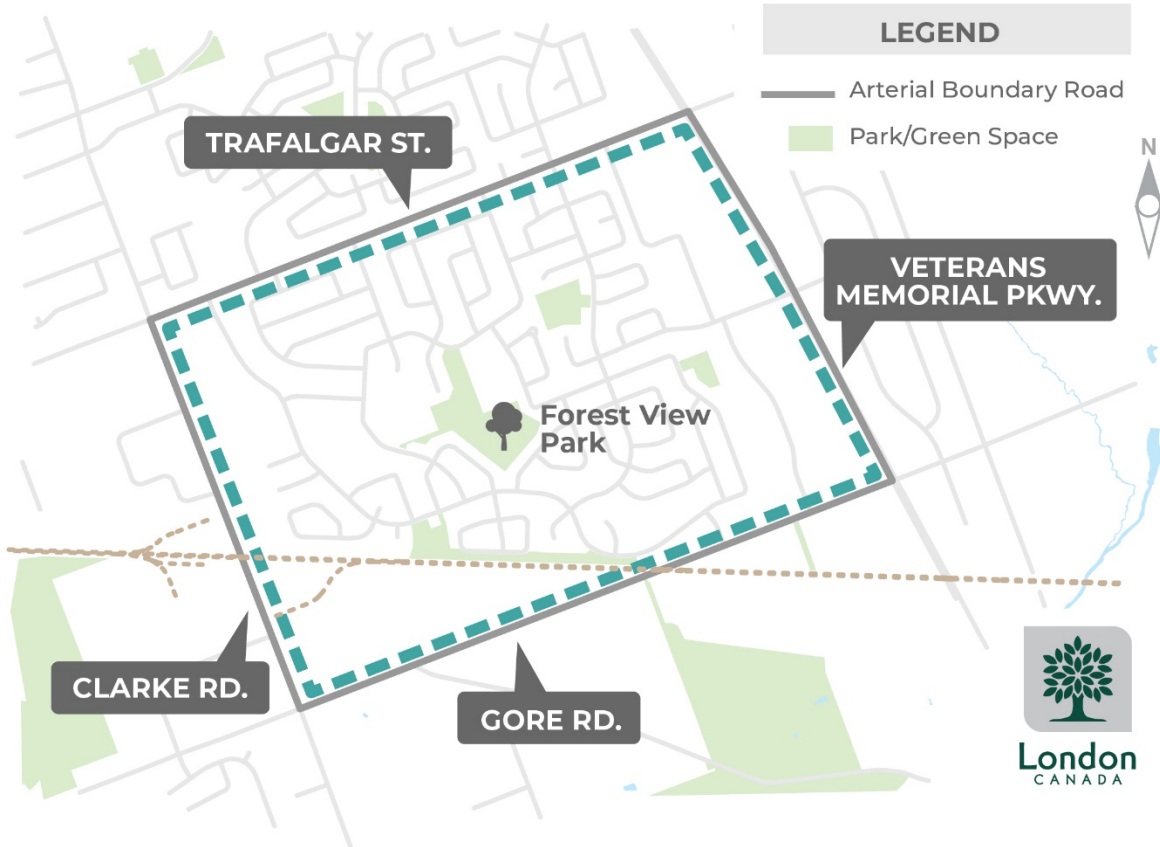 LEGEND
Arterial Boundary Road
Park/Green Space
N
TRAFALGAR ST.
VETERANS
MEMORIAL PKWY.
Forest View
Park
CLARKE RD.
GORE RD.
London
CANADA